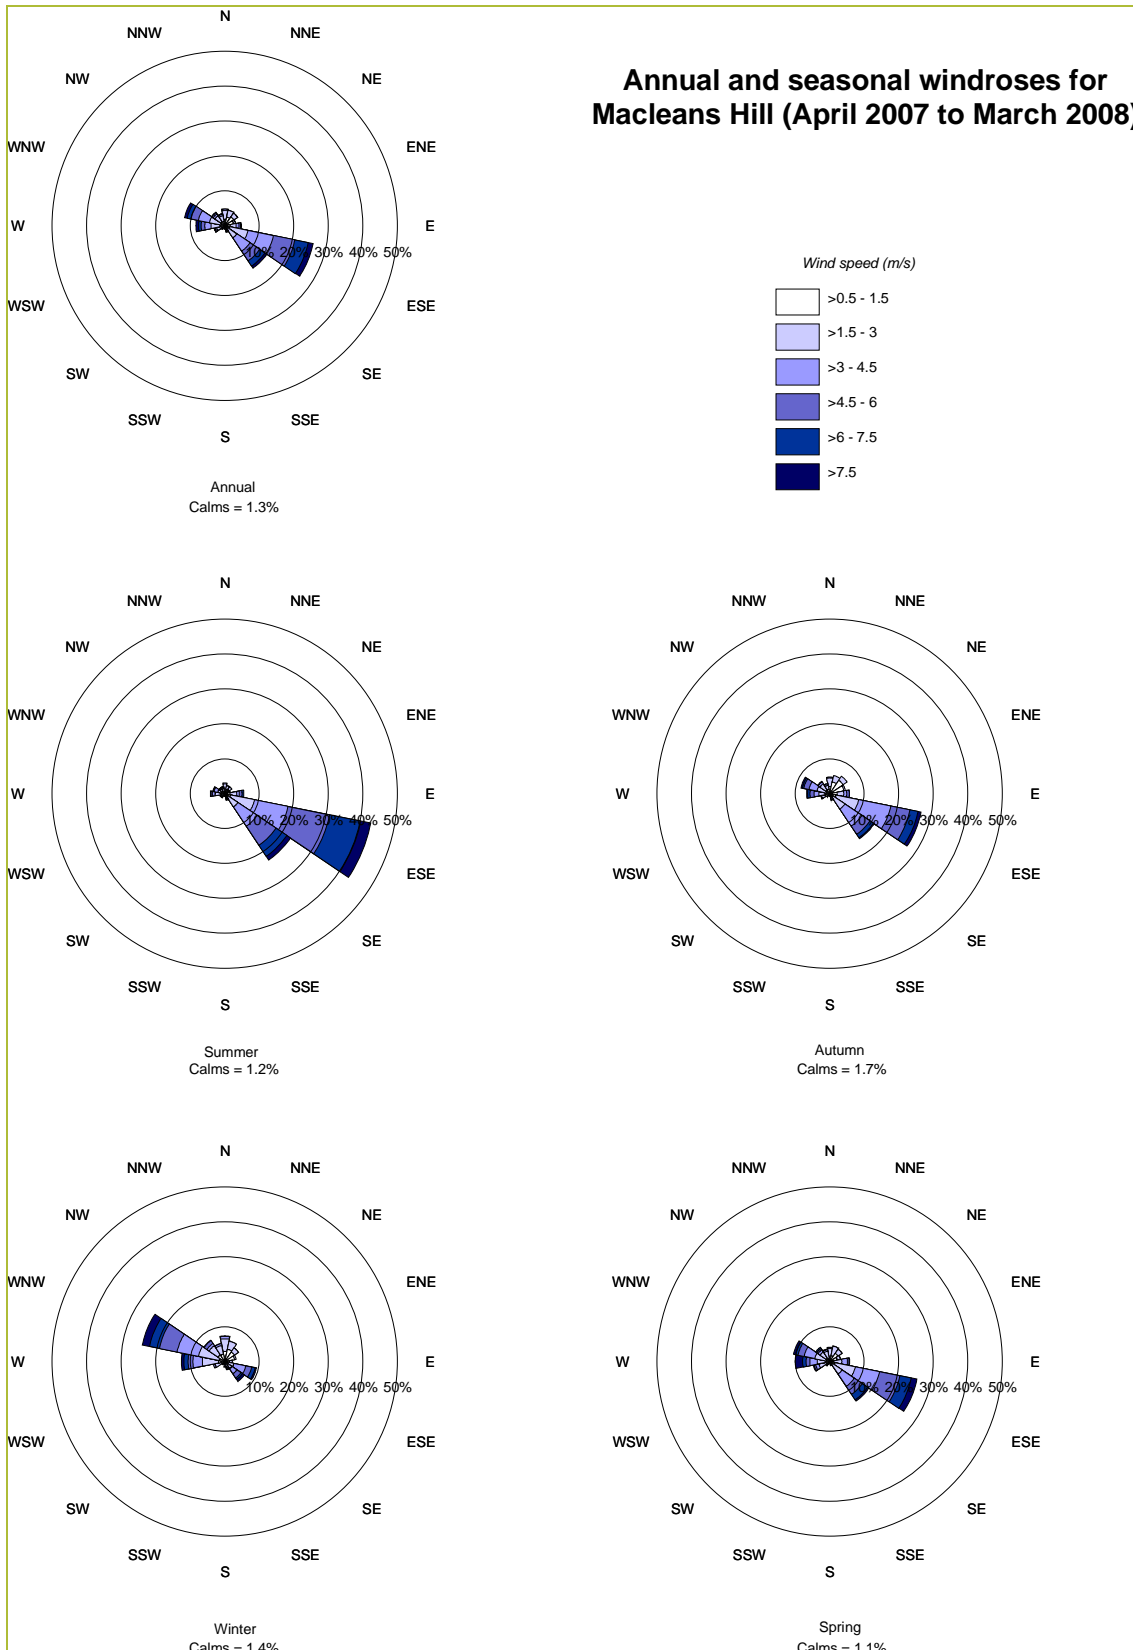 Annual and seasonal windroses for
Macleans Hill (April 2007 to March 2008)
N
NNW NNE
NW NE
WNW ENE
W E
10% 20% 30% 40% 50%
WSW ESE
SW SE
SSW SSE
S
Annual
Calms = 1.3%
Wind speed (m/s)
>0.5 - 1.5
>1.5 - 3
>3 - 4.5
>4.5 - 6
>6 - 7.5
>7.5
N
NNW NNE
NW NE
WNW ENE
W E
10% 20% 30% 40% 50%
WSW ESE
SW SE
SSW SSE
S
Summer
Calms = 1.2%
N
NNW NNE
NW NE
WNW ENE
W E
10% 20% 30% 40% 50%
WSW ESE
SW SE
SSW SSE
S
Autumn
Calms = 1.7%
N
NNW NNE
NW NE
WNW ENE
W E
10% 20% 30% 40% 50%
WSW ESE
SW SE
SSW SSE
S
Winter
Calms = 1.4%
N
NNW NNE
NW NE
WNW ENE
W E
10% 20% 30% 40% 50%
WSW ESE
SW SE
SSW SSE
S
Spring
Calms = 1.1%